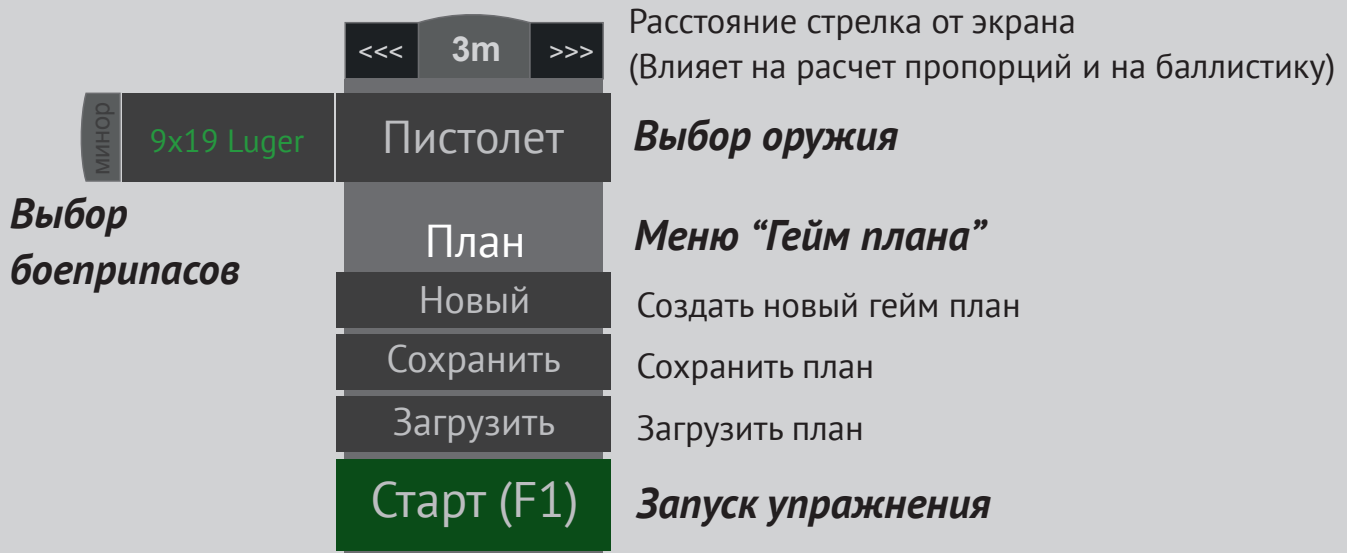 <<< 3m >>>
Расстояние стрелка от экрана
(Влияет на расчет пропорций и на баллистику)
минор
9x19 Luger
Пистолет
Выбор оружия
Выбор
боеприпасов
План
Меню “Гейм плана”
Новый
Создать новый гейм план
Сохранить
Сохранить план
Загрузить
Загрузить план
Старт (F1)
Запуск упражнения